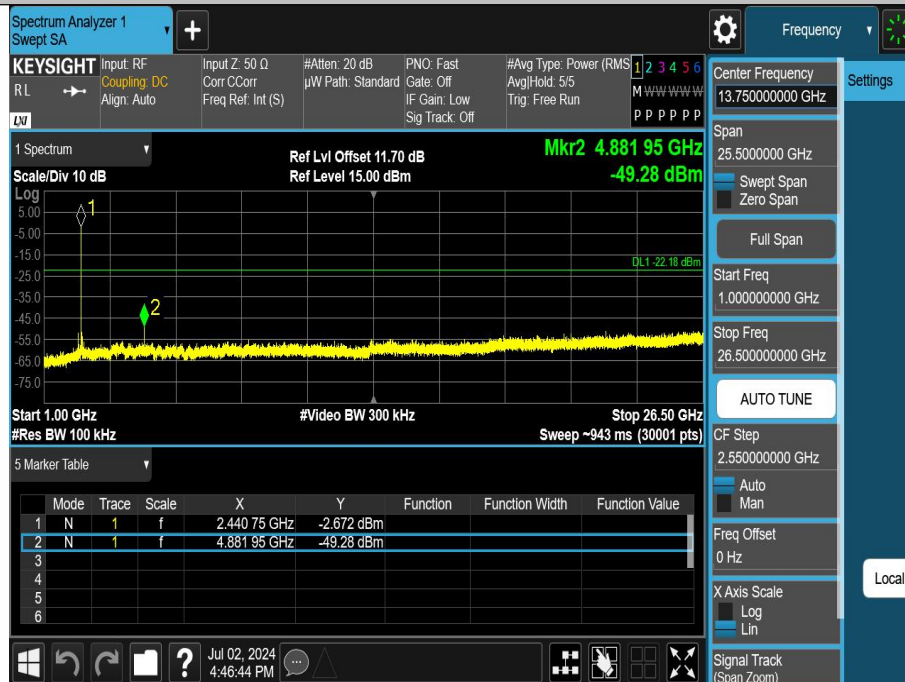 Spectrum Analyzer 1
Swept SA
Frequency
KEYSIGHT
RL
LXI
Input: RF
Coupling: DC
Align: Auto
Input Z: 50 Ω
Corr CCorr
Freq Ref: Int (S)
#Atten: 20 dB
µW Path: Standard
PNO: Fast
Gate: Off
IF Gain: Low
Sig Track: Off
#Avg Type: Power (RMS
Avg|Hold: 5/5
Trig: Free Run
1 2 3 4 5 6
M W W W W W
P P P P P P
1 Spectrum
Scale/Div 10 dB
Ref Lvl Offset 11.70 dB
Ref Level 15.00 dBm
Mkr2 4.881 95 GHz
-49.28 dBm
Log
5.00
-5.00
-15.0
-25.0
-35.0
-45.0
-55.0
-65.0
-75.0
1
2
DL1 -22.18 dBm
Start 1.00 GHz
#Video BW 300 kHz
Stop 26.50 GHz
#Res BW 100 kHz
Sweep ~943 ms (30001 pts)
5 Marker Table
Mode Trace Scale X Y Function Function Width Function Value
1 N 1 f 2.440 75 GHz -2.672 dBm
2 N 1 f 4.881 95 GHz -49.28 dBm
3
4
5
6
?
Jul 02, 2024
4:46:44 PM
Center Frequency
13.750000000 GHz
Settings
Span
25.5000000 GHz
Swept Span
Zero Span
Full Span
Start Freq
1.000000000 GHz
Stop Freq
26.500000000 GHz
AUTO TUNE
CF Step
2.550000000 GHz
Auto
Man
Freq Offset
0 Hz
Local
X Axis Scale
Log
Lin
Signal Track
(Span Zoom)